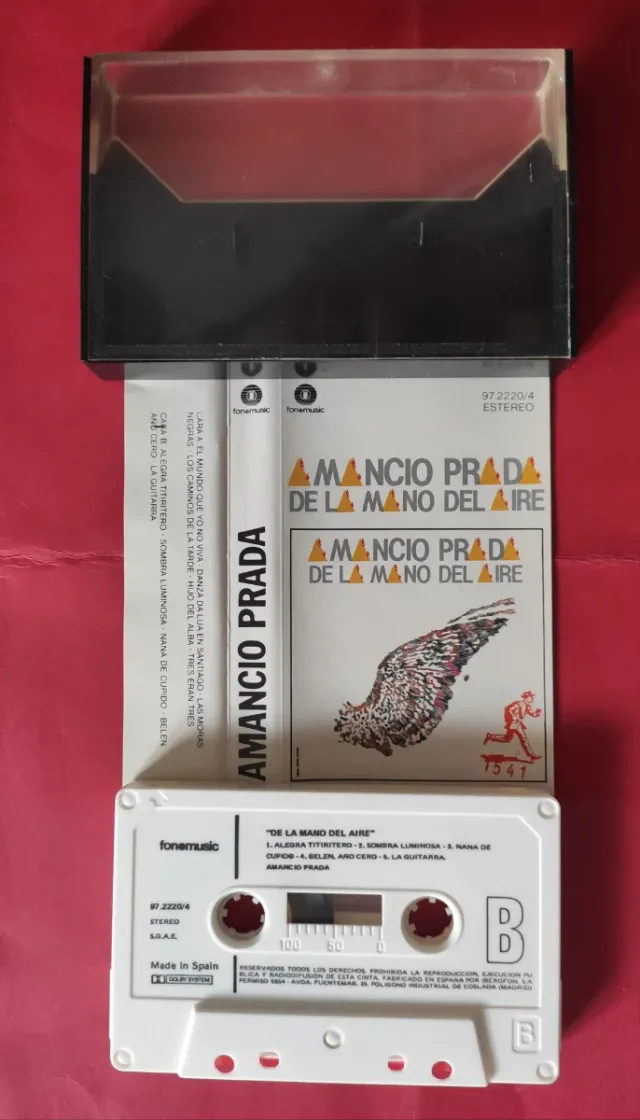 CARA A: EL MUNDO QUE YO NO VIVA · DANZA DA LUA EN SANTIAGO · LAS MORAS
NEGRAS · LOS CAMINOS DE LA TARDE · HIJO DEL ALBA · TRES ERAN TRES
CARA B: ALEGRA TITIRITERO · SOMBRA LUMINOSA · NANA DE CUPIDO · BELEN,
AÑO CERO · LA GUITARRA
fonomusic
AMANCIO PRADA
fonomusic
97.2220/4
ESTEREO
AMANCIO PRADA
DE LA MANO DEL AIRE
AMANCIO PRADA
DE LA MANO DEL AIRE
1541
fonomusic
"DE LA MANO DEL AIRE"
1. ALEGRA TITIRITERO - 2. SOMBRA LUMINOSA - 3. NANA DE
CUPIDO - 4. BELEN, AÑO CERO - 5. LA GUITARRA.
AMANCIO PRADA
97.2220/4
STEREO
S.G.A.E.
B
100 50 0
Made in Spain
DOLBY SYSTEM
RESERVADOS TODOS LOS DERECHOS. PROHIBIDA LA REPRODUCCION, EJECUCION PU
BLICA Y RADIODIFUSION DE ESTA CINTA, FABRICADO EN ESPAÑA POR IBEROFON, S.A.
PERMISO 5654 - AVDA. FUENTEMAR, 35. POLIGONO INDUSTRIAL DE COSLADA (MADRID)
B